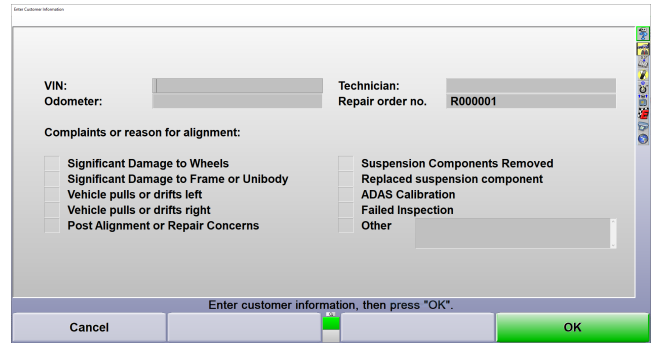 Enter Customer Information
VIN: Technician:
Odometer: Repair order no. R000001
Complaints or reason for alignment:
Significant Damage to Wheels Suspension Components Removed
Significant Damage to Frame or Unibody Replaced suspension component
Vehicle pulls or drifts left ADAS Calibration
Vehicle pulls or drifts right Failed Inspection
Post Alignment or Repair Concerns Other
Enter customer information, then press "OK".
Cancel OK